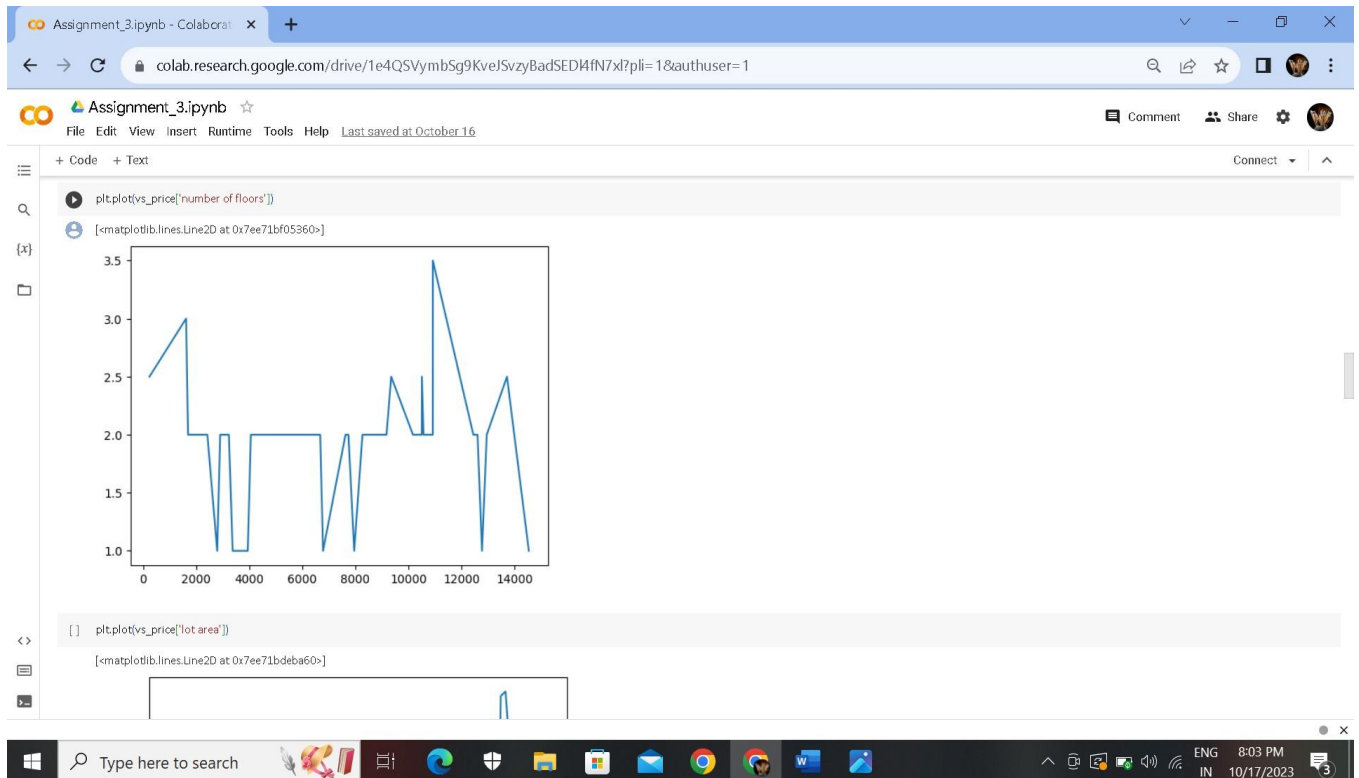 Assignment_3.ipynb - Colaborat
colab.research.google.com/drive/1e4QSVymbSg9KveJSvzyBadSEDl4fN7xl?pli=1&authuser=1
Assignment_3.ipynb
File Edit View Insert Runtime Tools Help Last saved at October 16
Comment Share
+ Code + Text
Connect
plt.plot(vs_price['number of floors'])
[<matplotlib.lines.Line2D at 0x7ee71bf05360>]
{x}
3.5
3.0
2.5
2.0
1.5
1.0
0 2000 4000 6000 8000 10000 12000 14000
[ ] plt.plot(vs_price['lot area'])
[<matplotlib.lines.Line2D at 0x7ee71bdeba60>]
Type here to search
ENG 8:03 PM
IN 10/17/2023
3